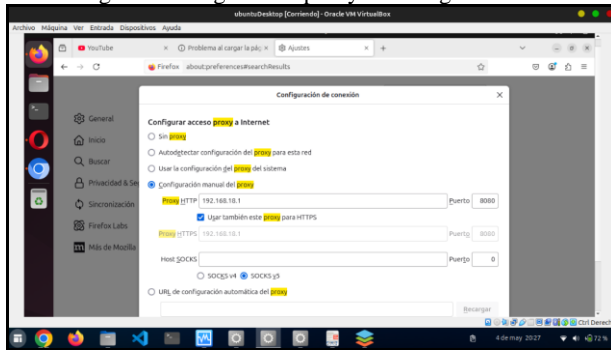 ubuntuDesktop [Corriendo] - Oracle VM VirtualBox
Archivo Máquina Ver Entrada Dispositivos Ayuda
YouTube
Problema al cargar la pág
Ajustes
Firefox about:preferences#searchResults
Configuración de conexión
General
Inicio
Buscar
Privacidad & Se
Sincronización
Firefox Labs
Más de Mozilla
Configurar acceso proxy a Internet
Sin proxy
Autodetectar configuración del proxy para esta red
Usar la configuración del proxy del sistema
Configuración manual del proxy
Proxy HTTP 192.168.18.1 Puerto 8080
Usar también este proxy para HTTPS
Proxy HTTPS 192.168.18.1 Puerto 8080
Host SOCKS Puerto 0
SOCKS v4 SOCKS v5
URL de configuración automática del proxy
Recargar
Ctrl Derech
4 de may 20:27 72%